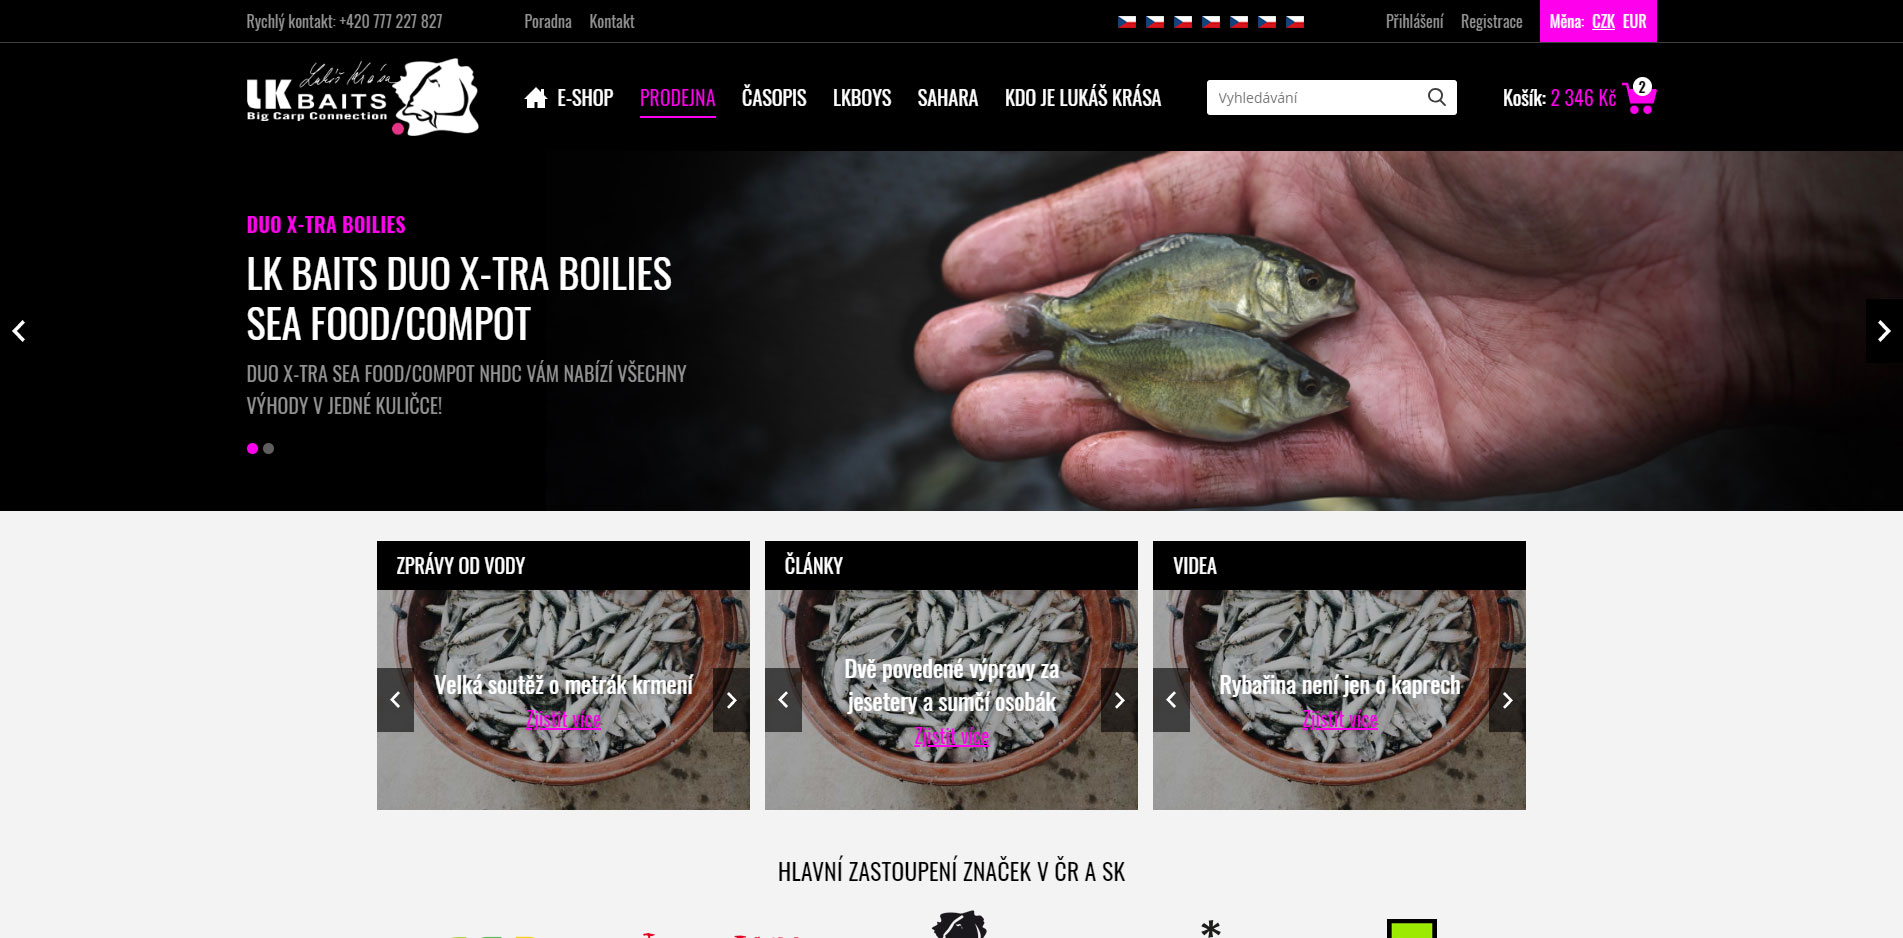 Rychlý kontakt: +420 777 227 827
Poradna
Kontakt
Přihlášení
Registrace
Měna: CZK EUR
Lukáš Krása
LK BAITS
Big Carp Connection
E-SHOP
PRODEJNA
ČASOPIS
LKBOYS
SAHARA
KDO JE LUKÁŠ KRÁSA
Vyhledávání
Košík: 2 346 Kč
2
DUO X-TRA BOILIES
LK BAITS DUO X-TRA BOILIES
SEA FOOD/COMPOT
DUO X-TRA SEA FOOD/COMPOT NHDC VÁM NABÍZÍ VŠECHNY
VÝHODY V JEDNÉ KULIČCE!
ZPRÁVY OD VODY
Velká soutěž o metrák krmení
Zjistit více
ČLÁNKY
Dvě povedené výpravy za
jesetery a sumčí osobák
Zjistit více
VIDEA
Rybařina není jen o kaprech
Zjistit více
HLAVNÍ ZASTOUPENÍ ZNAČEK V ČR A SK